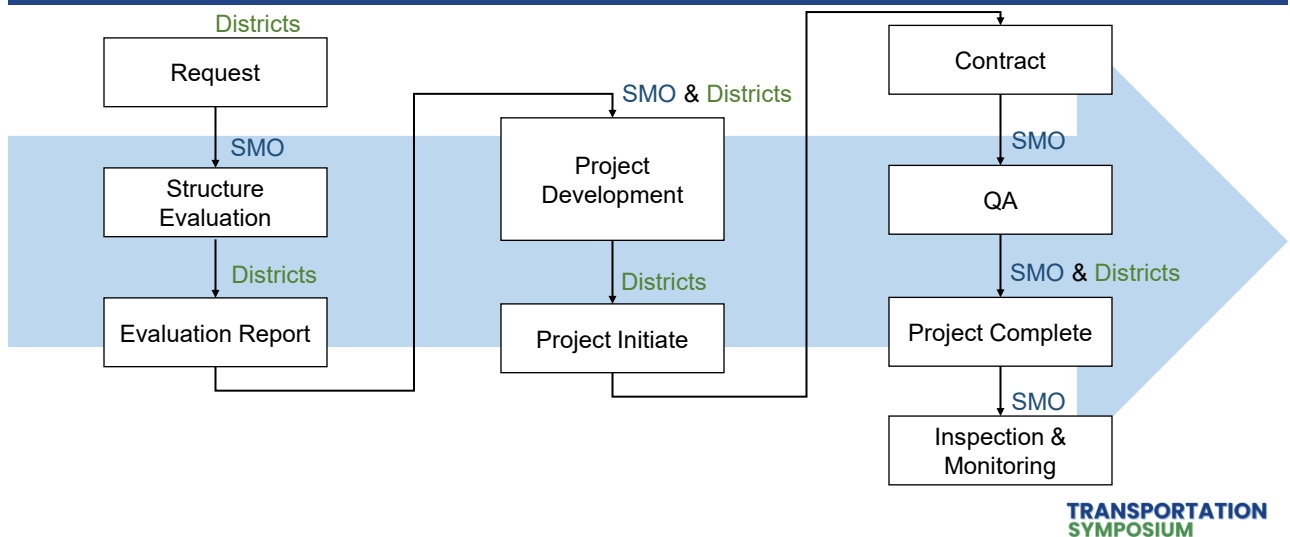 Districts
Request
SMO
Structure
Evaluation
Districts
Evaluation Report
SMO & Districts
Project
Development
Districts
Project Initiate
Contract
SMO
QA
SMO & Districts
Project Complete
SMO
Inspection &
Monitoring
TRANSPORTATION
SYMPOSIUM